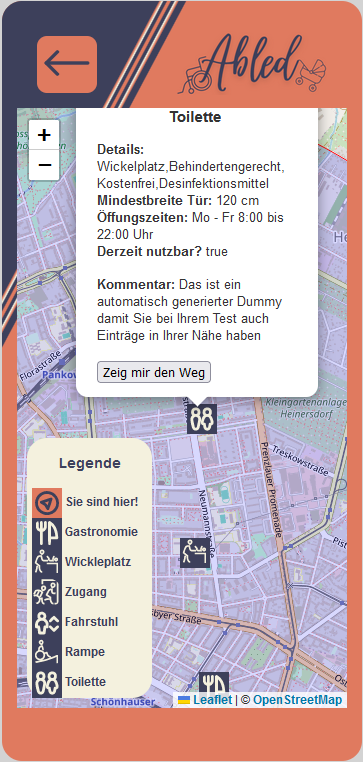 Abled
Toilette
+
−
Details:
Wickelplatz,Behindertengerecht,
Kostenfrei,Desinfektionsmittel
Mindestbreite Tür: 120 cm
Öffungszeiten: Mo - Fr 8:00 bis
22:00 Uhr
Derzeit nutzbar? true
Kommentar: Das ist ein
automatisch generierter Dummy
damit Sie bei Ihrem Test auch
Einträge in Ihrer Nähe haben
Zeig mir den Weg
Florastraße
Pankow
Kleingartenanlage
Heinersdorf
Treskowstraße
Prenzlauer Promenade
Neumannstraße
Legende
Sie sind hier!
Gastronomie
Wickleplatz
Zugang
Fahrstuhl
Rampe
Toilette
Schönhauser
Leaflet | © OpenStreetMap